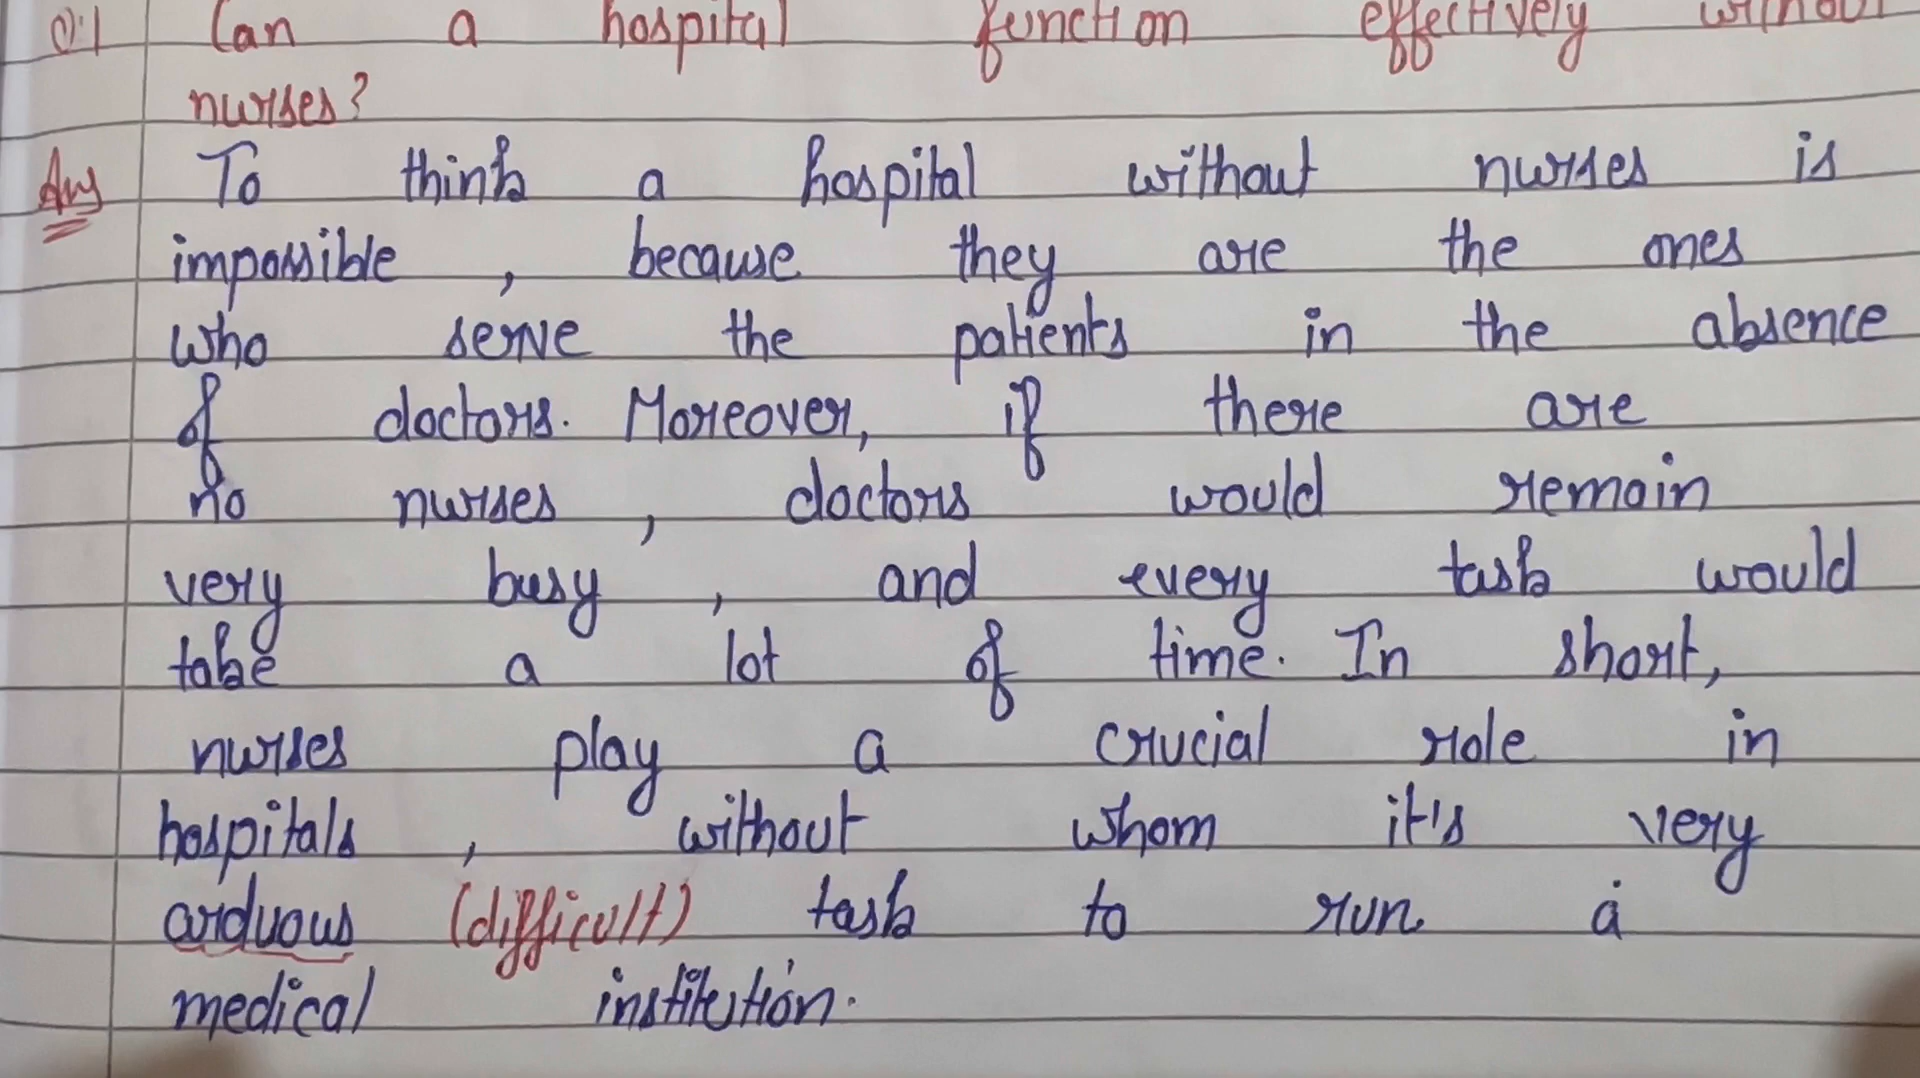 Q.1 Can a hospital function effectively without
nurses?
Ans To think a hospital without nurses is
impossible, because they are the ones
who serve the patients in the absence
of doctors. Moreover, if there are
no nurses, doctors would remain
very busy, and every task would
take a lot of time. In short,
nurses play a crucial role in
hospitals, without whom it's very
arduous (difficult) task to run a
medical institution.